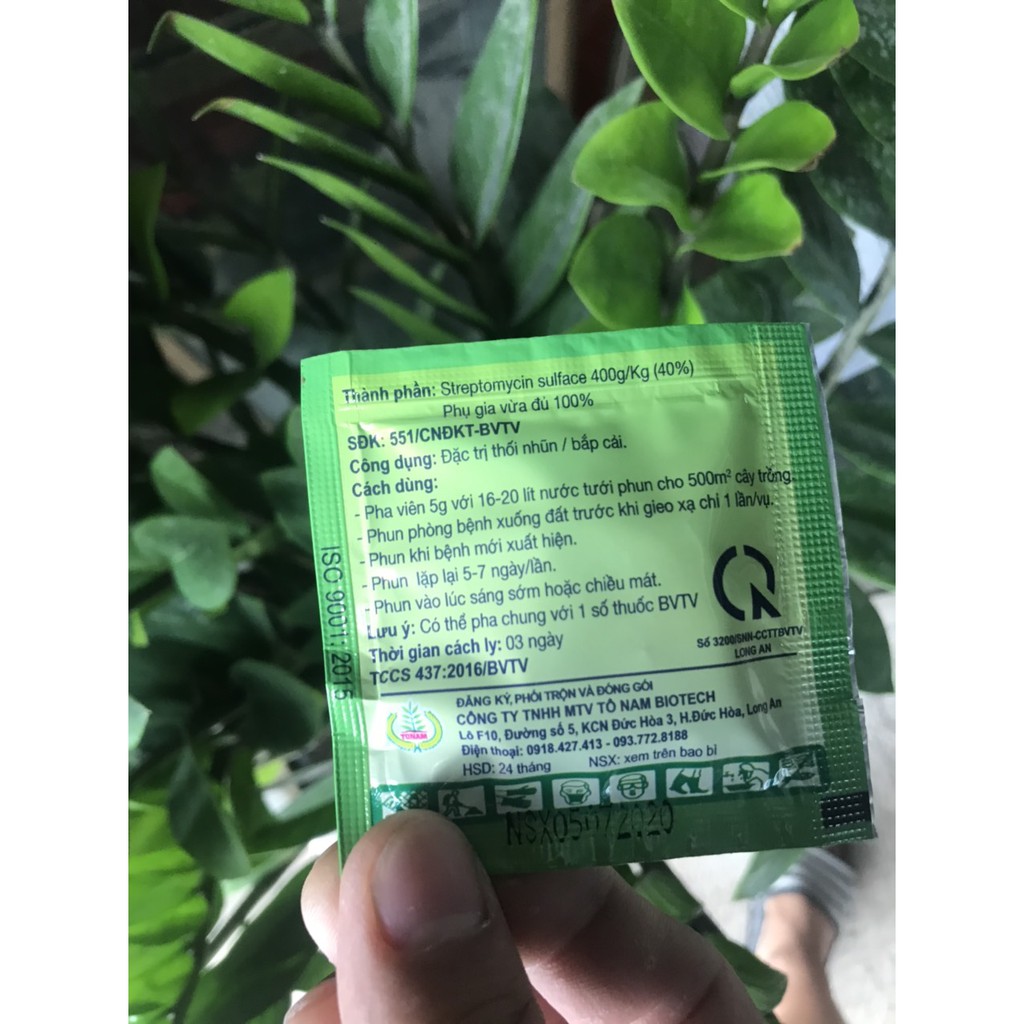 Thành phần: Streptomycin sulface 400g/Kg (40%)
Phụ gia vừa đủ 100%
SĐK: 551/CNĐKT-BVTV
Công dụng: Đặc trị thối nhũn / bắp cải.
Cách dùng:
- Pha viên 5g với 16-20 lít nước tưới phun cho 500m² cây trồng.
- Phun phòng bệnh xuống đất trước khi gieo xạ chỉ 1 lần/vụ.
- Phun khi bệnh mới xuất hiện.
- Phun lặp lại 5-7 ngày/lần.
- Phun vào lúc sáng sớm hoặc chiều mát.
Lưu ý: Có thể pha chung với 1 số thuốc BVTV
Thời gian cách ly: 03 ngày
TCCS 437:2016/BVTV
Số 3200/SNN-CCTTBVTV
LONG AN
ISO 9001: 2015
ĐĂNG KÝ, PHỐI TRỘN VÀ ĐÓNG GÓI
CÔNG TY TNHH MTV TÔ NAM BIOTECH
Lô F10, Đường số 5, KCN Đức Hòa 3, H.Đức Hòa, Long An
Điện thoại: 0918.427.413 - 093.772.8188
HSD: 24 tháng NSX: xem trên bao bì
TONAM
NSX05072020